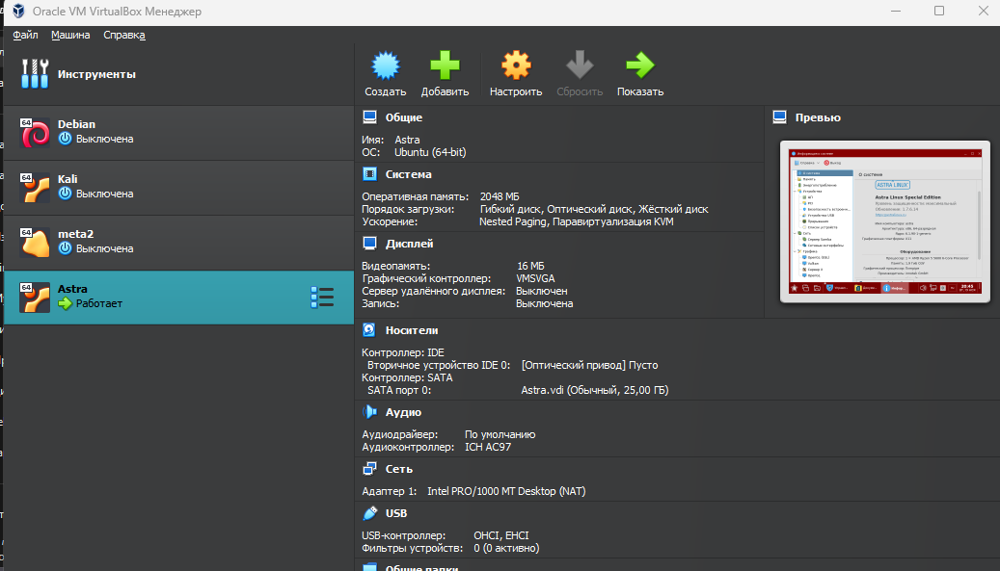 Oracle VM VirtualBox Менеджер
Файл Машина Справка
Инструменты
Создать Добавить Настроить Сбросить Показать
64 Debian
Выключена
64 Kali
Выключена
64 meta2
Выключена
64 Astra
Работает
Общие
Имя: Astra
ОС: Ubuntu (64-bit)
Система
Оперативная память: 2048 МБ
Порядок загрузки: Гибкий диск, Оптический диск, Жёсткий диск
Ускорение: Nested Paging, Паравиртуализация KVM
Дисплей
Видеопамять: 16 МБ
Графический контроллер: VMSVGA
Сервер удалённого дисплея: Выключен
Запись: Выключена
Превью
ASTRA LINUX
Astra Linux Special Edition
20:45
Носители
Контроллер: IDE
Вторичное устройство IDE 0: [Оптический привод] Пусто
Контроллер: SATA
SATA порт 0: Astra.vdi (Обычный, 25,00 ГБ)
Аудио
Аудиодрайвер: По умолчанию
Аудиоконтроллер: ICH AC97
Сеть
Адаптер 1: Intel PRO/1000 MT Desktop (NAT)
USB
USB-контроллер: OHCI, EHCI
Фильтры устройств: 0 (0 активно)
Общие папки